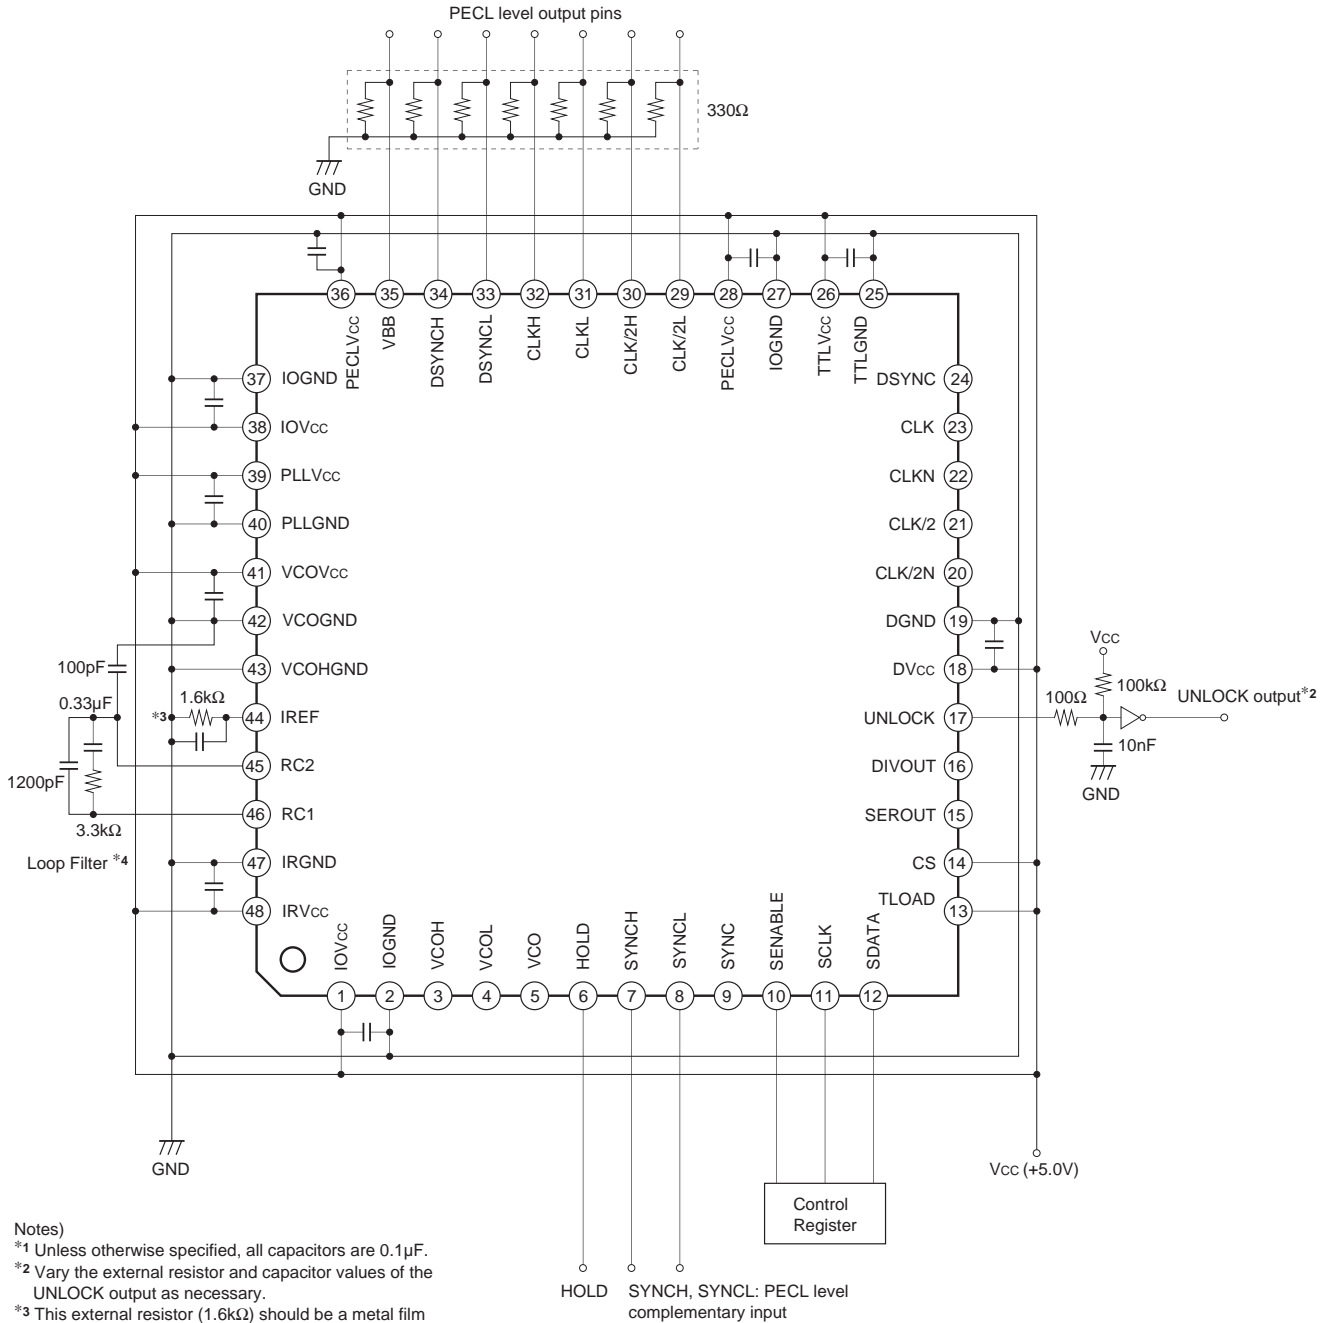 PECL level output pins
330Ω
GND
36 35 34 33 32 31 30 29 28 27 26 25
PECLVCC
VBB
DSYNCH
DSYNCL
CLKH
CLKL
CLK/2H
CLK/2L
PECLVCC
IOGND
TTLVCC
TTLGND
37 IOGND
38 IOVCC
39 PLLVCC
40 PLLGND
41 VCOVCC
42 VCOGND
43 VCOHGND
44 IREF
45 RC2
46 RC1
47 IRGND
48 IRVCC
100pF
0.33µF
*3
1.6kΩ
1200pF
3.3kΩ
Loop Filter *4
DSYNC 24
CLK 23
CLKN 22
CLK/2 21
CLK/2N 20
DGND 19
DVCC 18
UNLOCK 17
DIVOUT 16
SEROUT 15
CS 14
TLOAD 13
VCC
100kΩ
100Ω
UNLOCK output*2
10nF
GND
IOVCC
IOGND
VCOH
VCOL
VCO
HOLD
SYNCH
SYNCL
SYNC
SENABLE
SCLK
SDATA
1 2 3 4 5 6 7 8 9 10 11 12
GND
VCC (+5.0V)
Control
Register
HOLD
SYNCH, SYNCL: PECL level
complementary input
Notes)
*1 Unless otherwise specified, all capacitors are 0.1µF.
*2 Vary the external resistor and capacitor values of the
UNLOCK output as necessary.
*3 This external resistor (1.6kΩ) should be a metal film